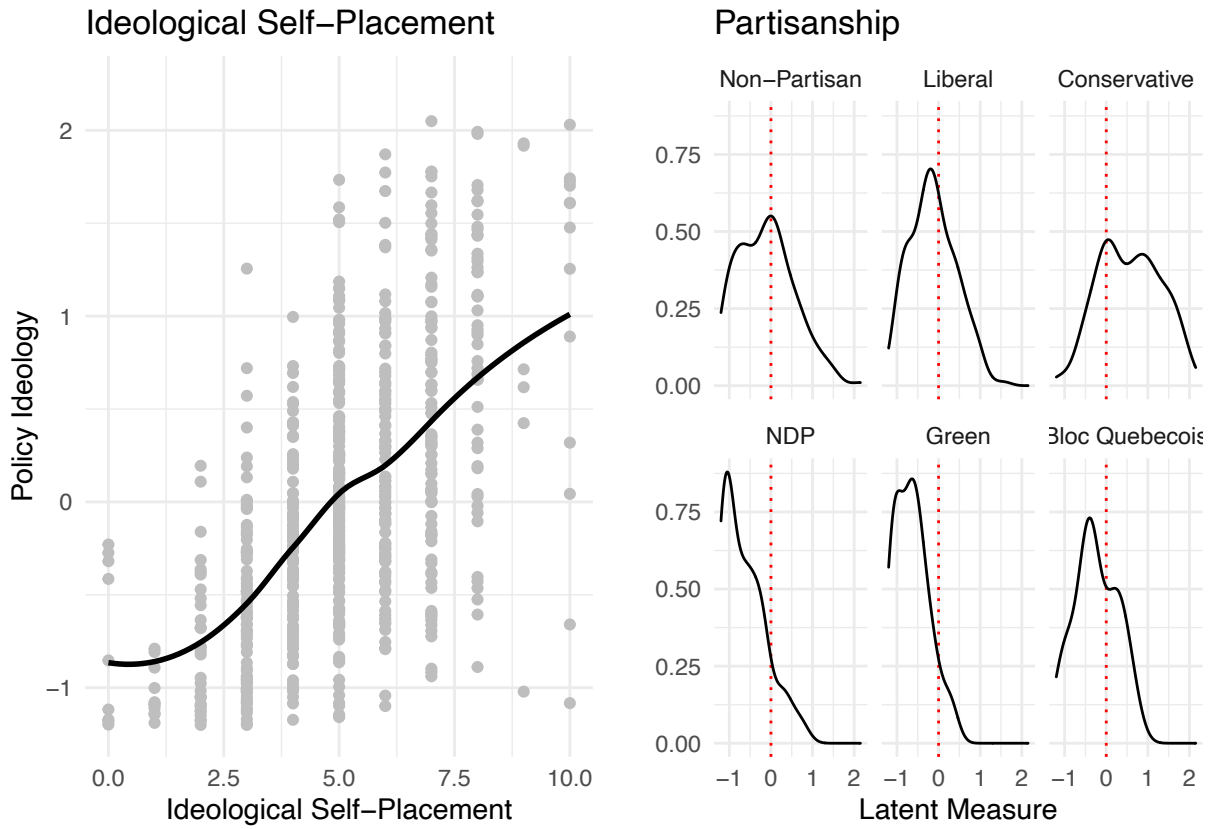 Ideological Self−Placement
Policy Ideology
2
1
0
−1
0.0 2.5 5.0 7.5 10.0
Ideological Self−Placement
Partisanship
Non−Partisan Liberal Conservative
0.75
0.50
0.25
0.00
NDP Green Bloc Quebecois
0.75
0.50
0.25
0.00
−1 0 1 2 −1 0 1 2 −1 0 1 2
Latent Measure